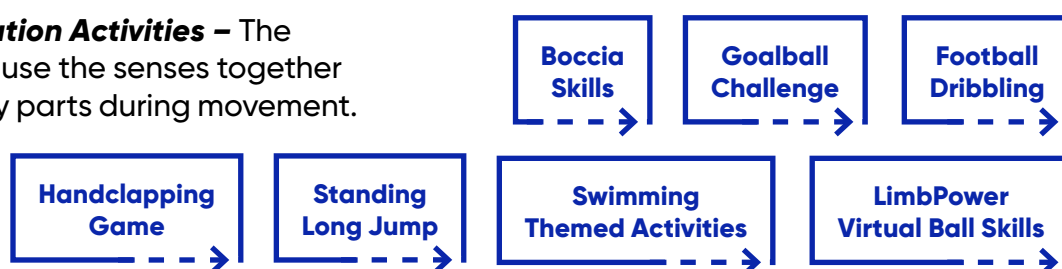 ation Activities – The
use the senses together
y parts during movement.
Boccia
Skills
Goalball
Challenge
Football
Dribbling
Handclapping
Game
Standing
Long Jump
Swimming
Themed Activities
LimbPower
Virtual Ball Skills